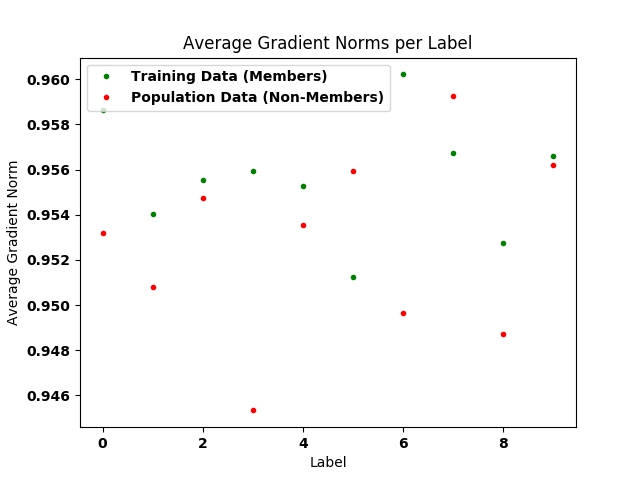 Average Gradient Norms per Label
Training Data (Members)
Population Data (Non-Members)
0.960
0.958
0.956
0.954
0.952
0.950
0.948
0.946
Average Gradient Norm
0 2 4 6 8
Label